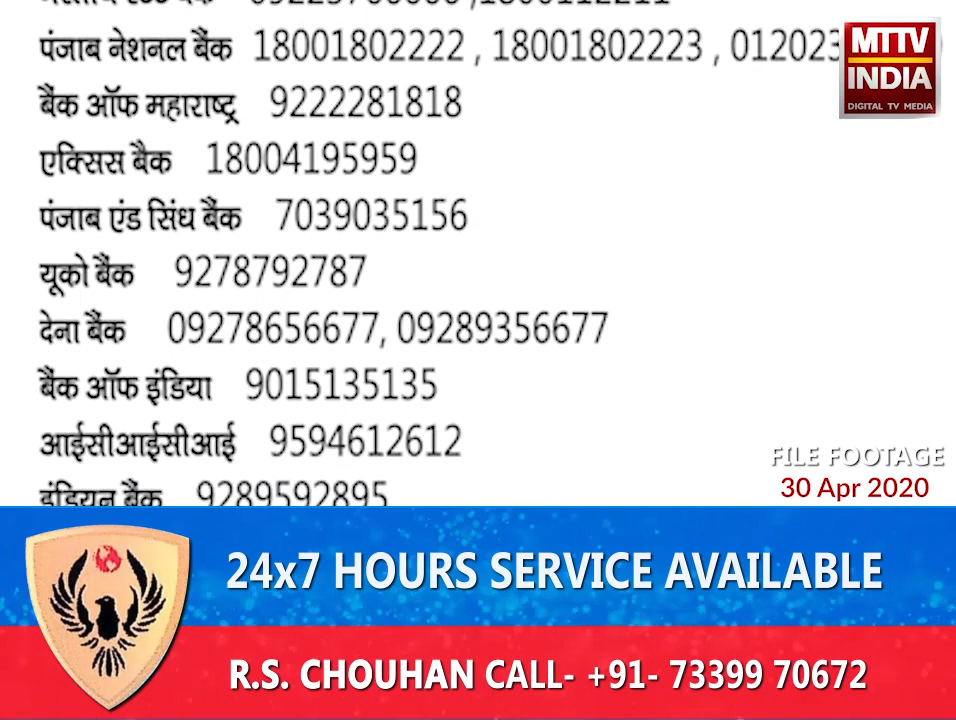 पंजाब नेशनल बैंक 18001802222 , 18001802223 , 012023
बैंक ऑफ महाराष्ट्र 9222281818
एक्सिस बैक 18004195959
पंजाब एंड सिंध बैंक 7039035156
यूको बैंक 9278792787
देना बैंक 09278656677, 09289356677
बैंक ऑफ इंडिया 9015135135
आईसीआईसीआई 9594612612
इंडियन बैंक 9289592895
MTTV
INDIA
DIGITAL TV MEDIA
FILE FOOTAGE
30 Apr 2020
24x7 HOURS SERVICE AVAILABLE
R.S. CHOUHAN CALL- +91- 73399 70672